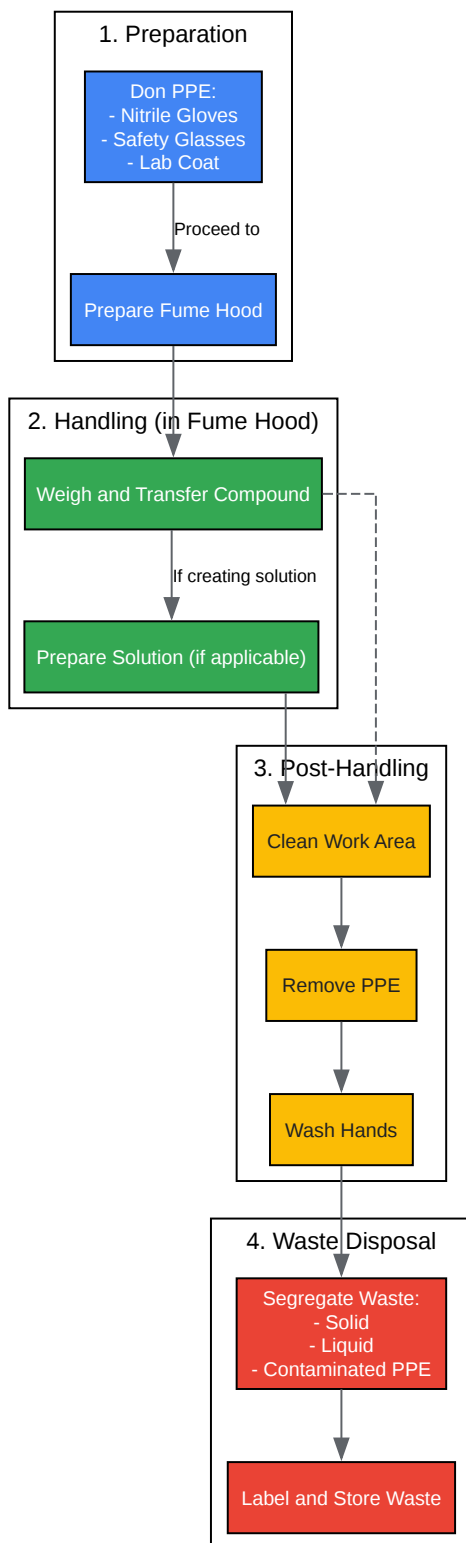 1. Preparation
Don PPE:
- Nitrile Gloves
- Safety Glasses
- Lab Coat
Proceed to
Prepare Fume Hood
2. Handling (in Fume Hood)
Weigh and Transfer Compound
If creating solution
Prepare Solution (if applicable)
3. Post-Handling
Clean Work Area
Remove PPE
Wash Hands
4. Waste Disposal
Segregate Waste:
- Solid
- Liquid
- Contaminated PPE
Label and Store Waste